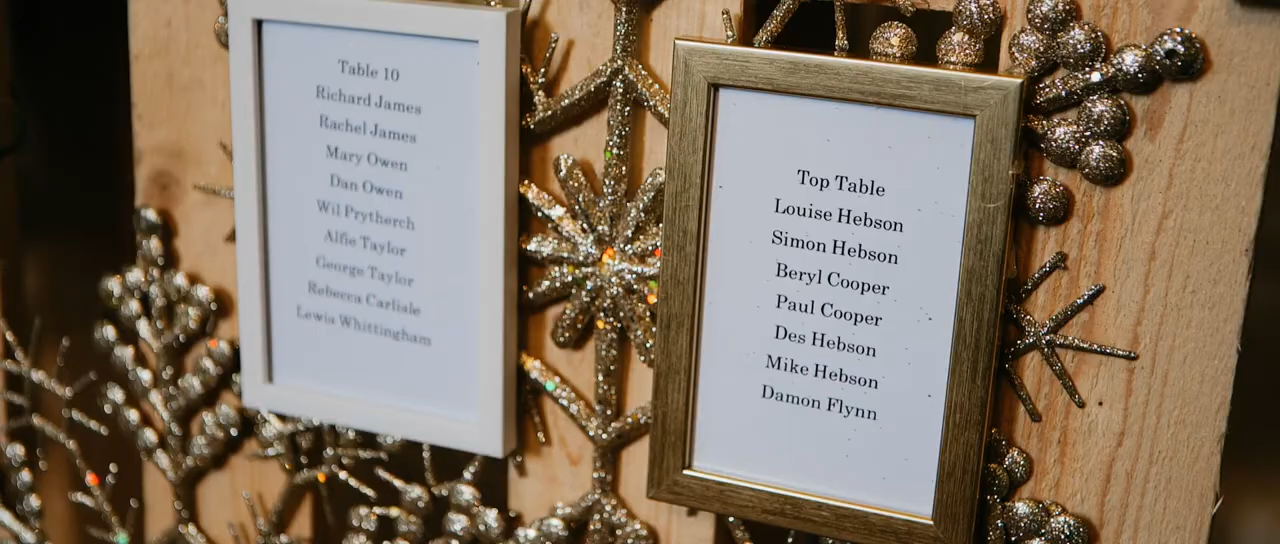 Table 10
Richard James
Rachel James
Mary Owen
Dan Owen
Wil Prytherch
Alfie Taylor
George Taylor
Rebecca Carlisle
Lewis Whittingham
Top Table
Louise Hebson
Simon Hebson
Beryl Cooper
Paul Cooper
Des Hebson
Mike Hebson
Damon Flynn